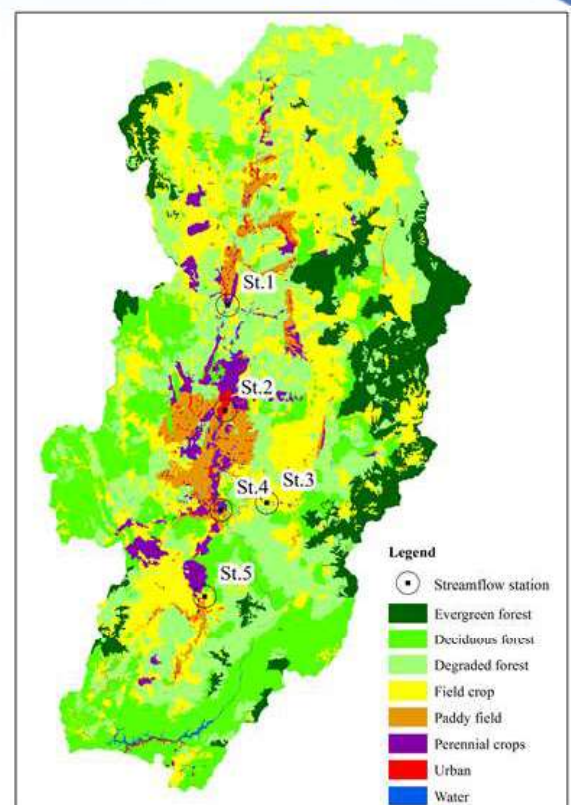 St.1
St.2
St.4
St.3
St.5
Legend
Streamflow station
Evergreen forest
Deciduous forest
Degraded forest
Field crop
Paddy field
Perennial crops
Urban
Water